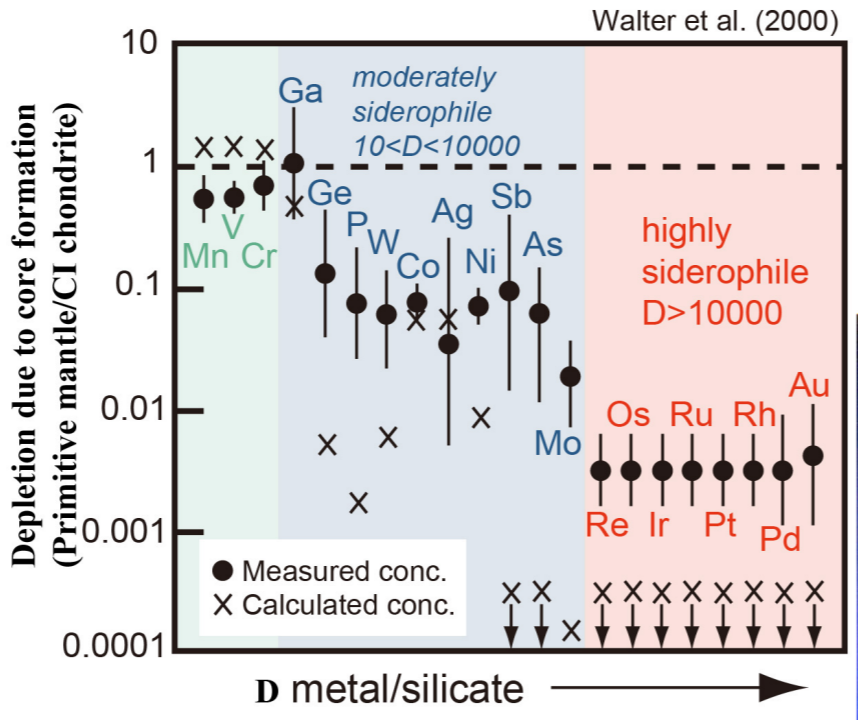 Walter et al. (2000)
Depletion due to core formation
(Primitive mantle/CI chondrite)
10
1
0.1
0.01
0.001
0.0001
moderately
siderophile
10<D<10000
highly
siderophile
D>10000
Mn
V
Cr
Ga
Ge
P
W
Co
Ag
Ni
Sb
As
Mo
Re
Os
Ir
Ru
Pt
Rh
Pd
Au
Measured conc.
Calculated conc.
D metal/silicate